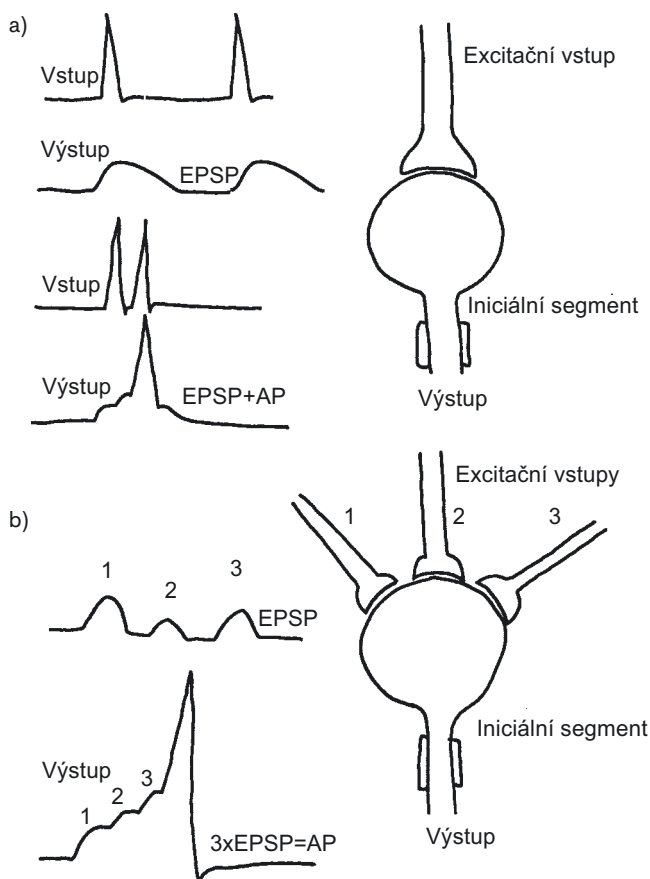 a)
Vstup
Excitační vstup
Výstup
EPSP
Vstup
Iniciální segment
Výstup
EPSP+AP
Výstup
b)
Excitační vstupy
1
2
3
1
2
3
EPSP
Iniciální segment
Výstup
1
2
3
3xEPSP=AP
Výstup